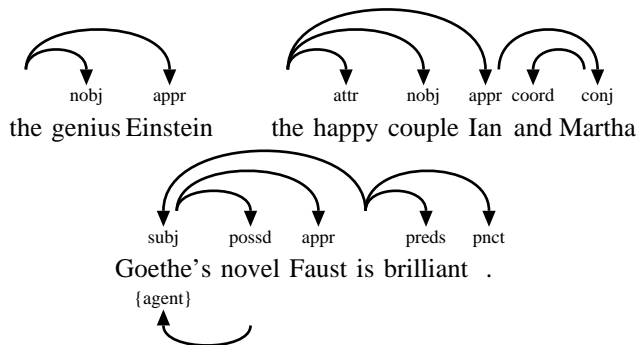 nobj appr attr nobj appr coord conj
the genius Einstein the happy couple Ian and Martha
subj possd appr preds pnct
Goethe's novel Faust is brilliant .
{agent}